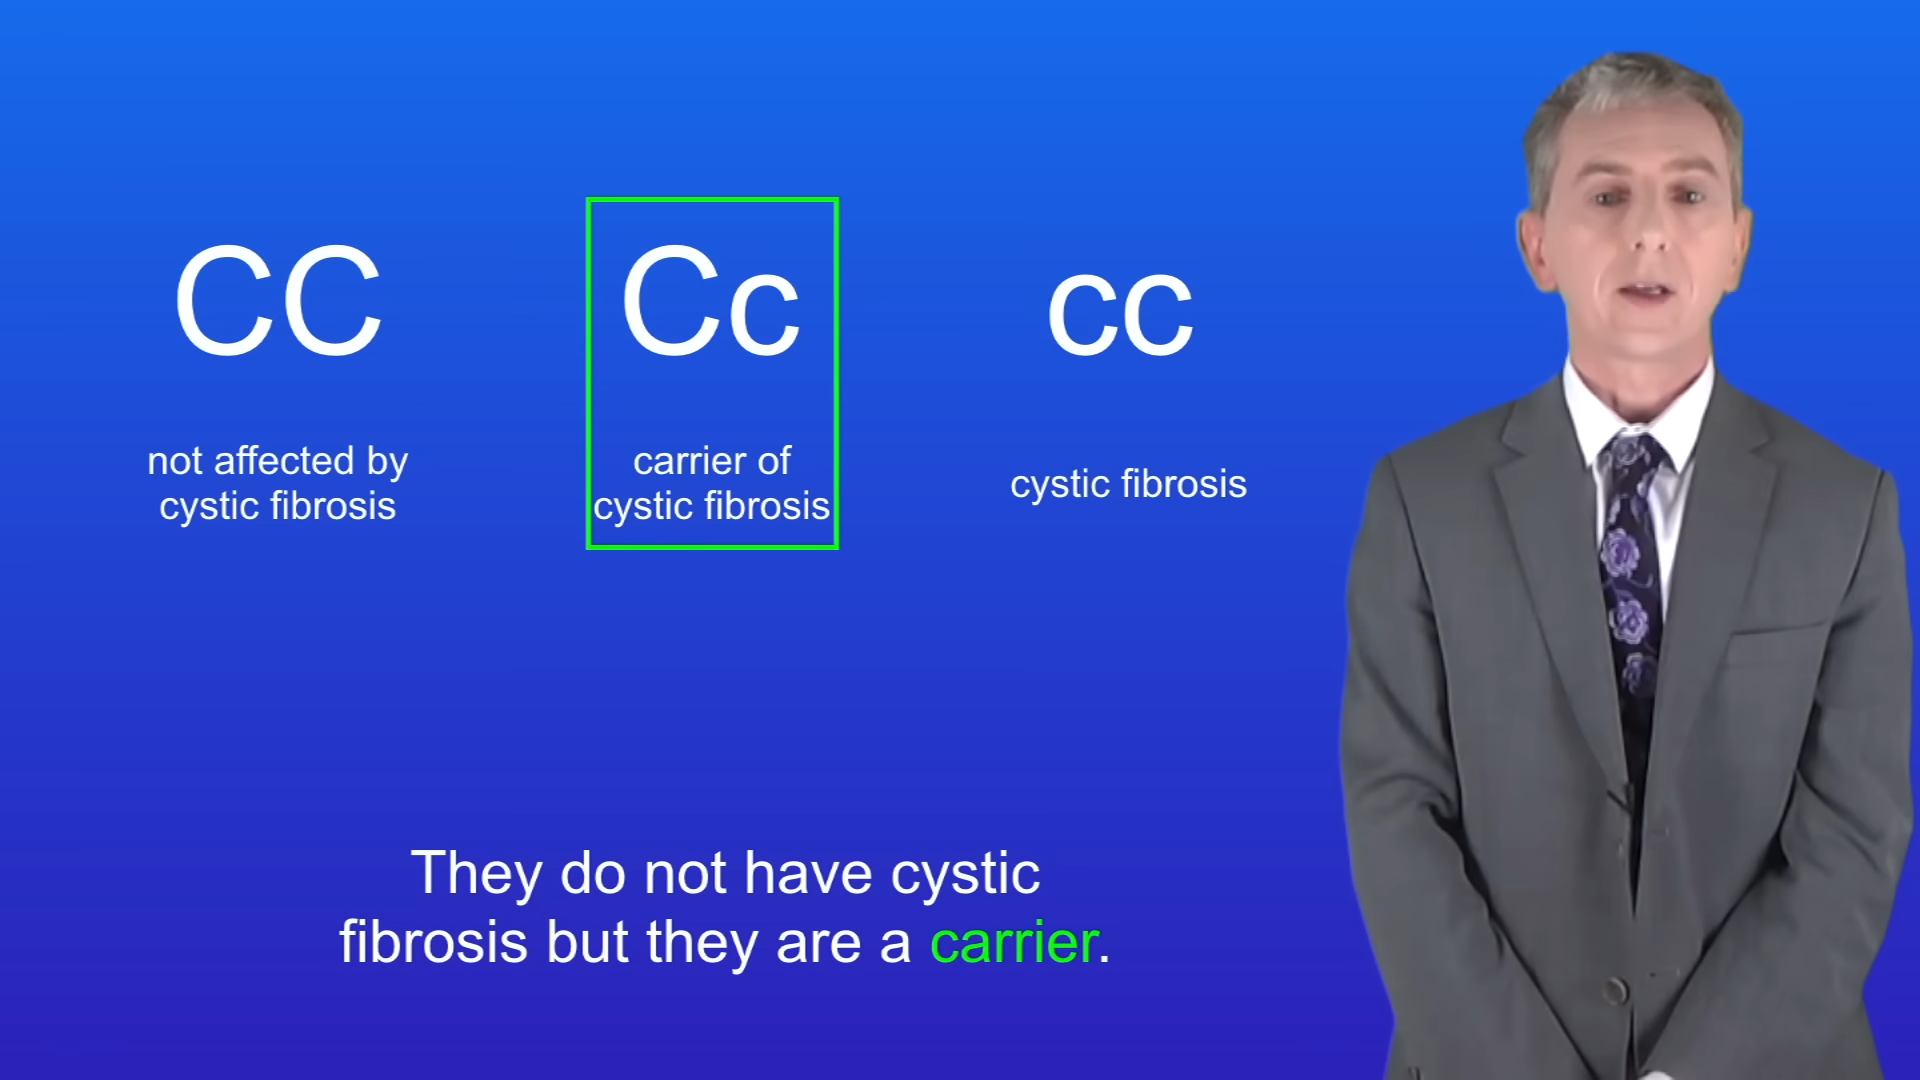 CC
Cc
cc
not affected by
cystic fibrosis
carrier of
cystic fibrosis
cystic fibrosis
They do not have cystic
fibrosis but they are a carrier.